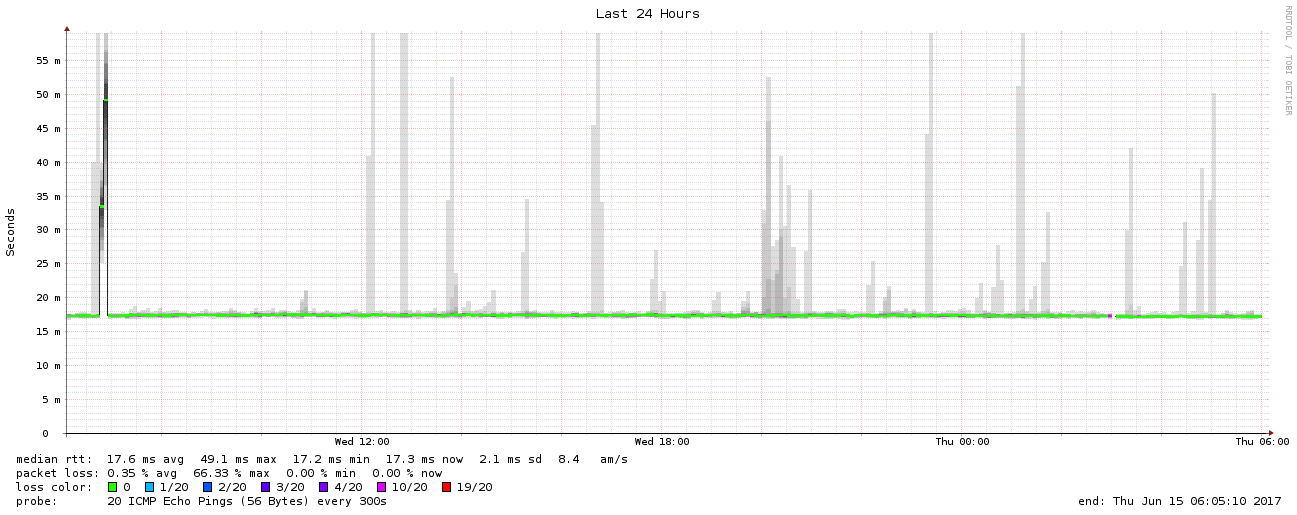 Last 24 Hours
RRDTOOL / TOBI OETIKER
Seconds
55 m
50 m
45 m
40 m
35 m
30 m
25 m
20 m
15 m
10 m
5 m
0
Wed 12:00 Wed 18:00 Thu 00:00 Thu 06:00
median rtt: 17.6 ms avg 49.1 ms max 17.2 ms min 17.3 ms now 2.1 ms sd 8.4 am/s
packet loss: 0.35 % avg 66.33 % max 0.00 % min 0.00 % now
loss color: 0 1/20 2/20 3/20 4/20 10/20 19/20
probe: 20 ICMP Echo Pings (56 Bytes) every 300s end: Thu Jun 15 06:05:10 2017